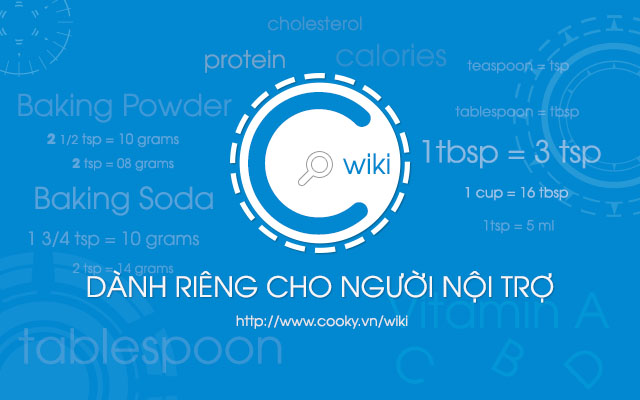 cholesterol
protein
calories
teaspoon = tsp
Baking Powder
tablespoon = tbsp
2 1/2 tsp = 10 grams
1tbsp = 3 tsp
2 tsp = 08 grams
C wiki
Baking Soda
1 cup = 16 tbsp
1tsp = 5 ml
1 3/4 tsp = 10 grams
2 tsp = 14 grams
DÀNH RIÊNG CHO NGƯỜI NỘI TRỢ
http://www.cooky.vn/wiki
vitamin A
tablespoon
C B D